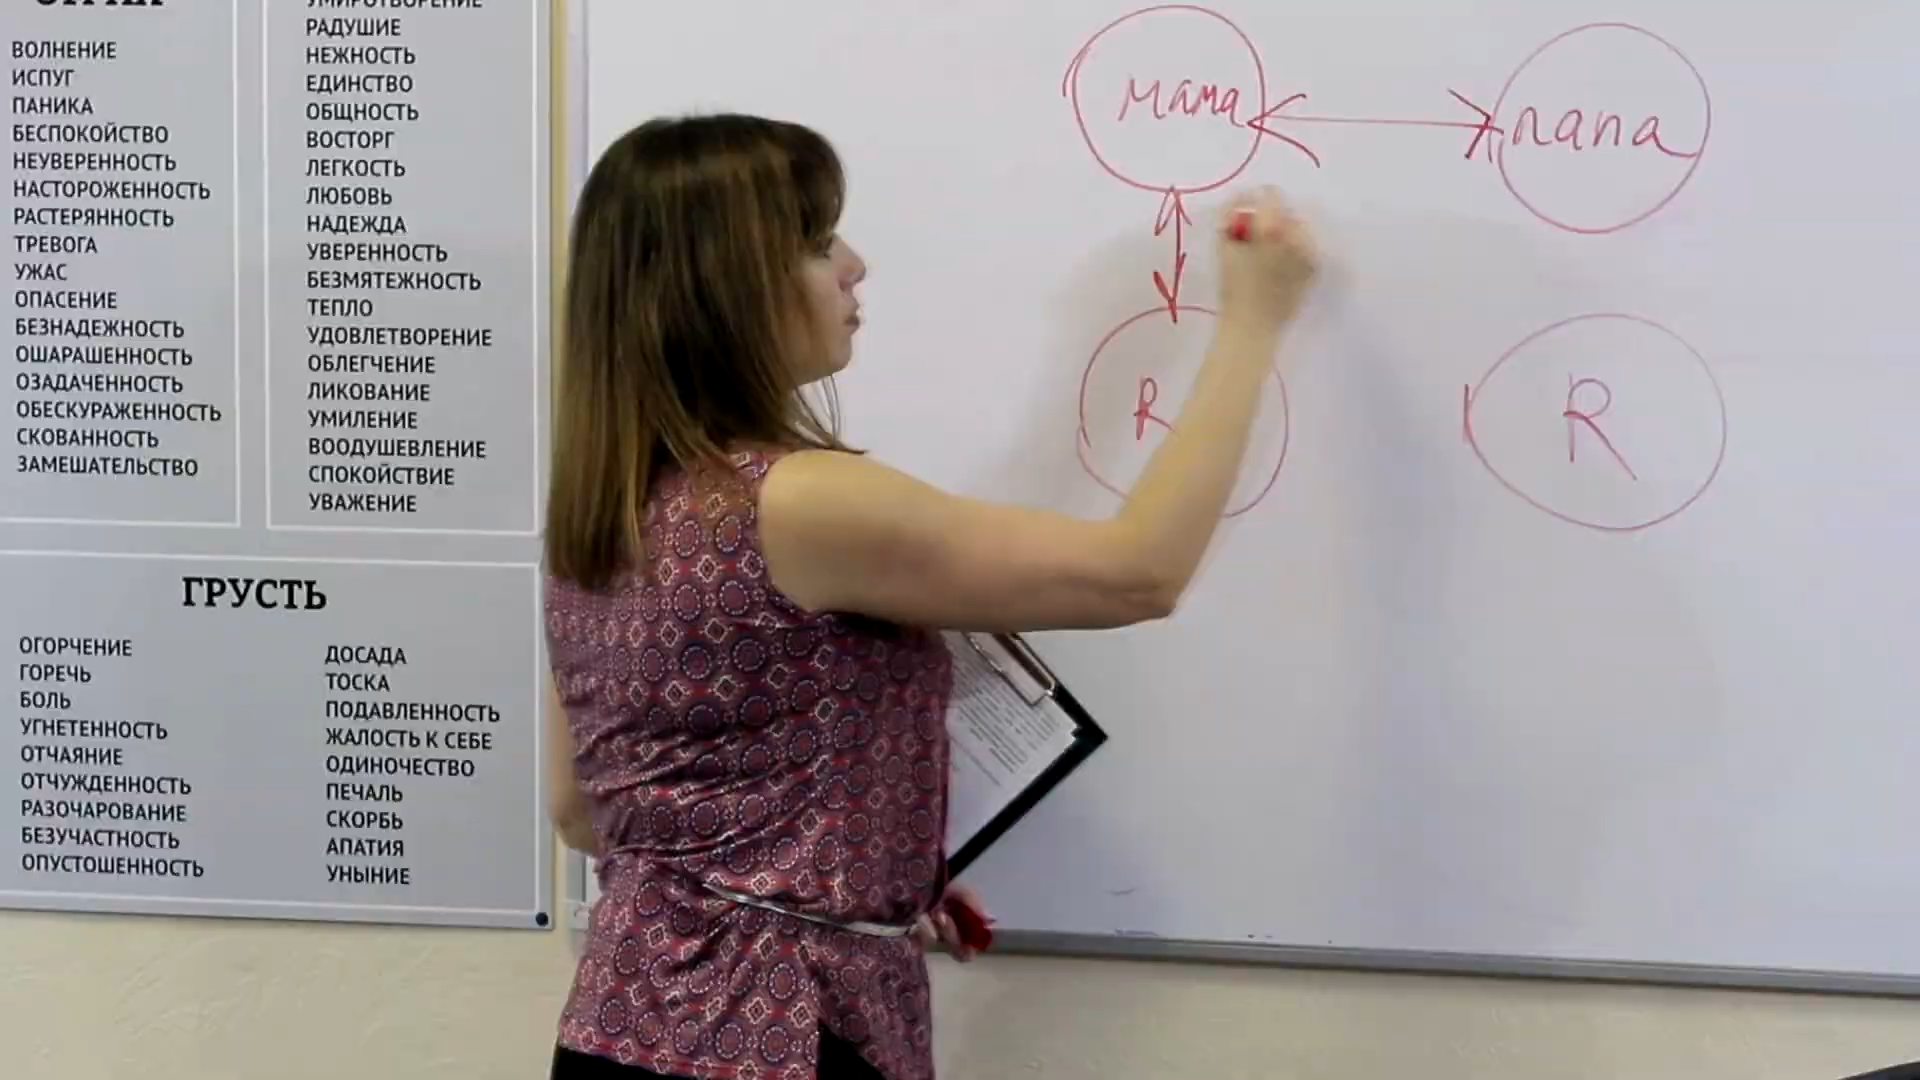 ВОЛНЕНИЕ
ИСПУГ
ПАНИКА
БЕСПОКОЙСТВО
НЕУВЕРЕННОСТЬ
НАСТОРОЖЕННОСТЬ
РАСТЕРЯННОСТЬ
ТРЕВОГА
УЖАС
ОПАСЕНИЕ
БЕЗНАДЕЖНОСТЬ
ОШАРАШЕННОСТЬ
ОЗАДАЧЕННОСТЬ
ОБЕСКУРАЖЕННОСТЬ
СКОВАННОСТЬ
ЗАМЕШАТЕЛЬСТВО
УМИРОТВОРЕНИЕ
РАДУШИЕ
НЕЖНОСТЬ
ЕДИНСТВО
ОБЩНОСТЬ
ВОСТОРГ
ЛЕГКОСТЬ
ЛЮБОВЬ
НАДЕЖДА
УВЕРЕННОСТЬ
БЕЗМЯТЕЖНОСТЬ
ТЕПЛО
УДОВЛЕТВОРЕНИЕ
ОБЛЕГЧЕНИЕ
ЛИКОВАНИЕ
УМИЛЕНИЕ
ВООДУШЕВЛЕНИЕ
СПОКОЙСТВИЕ
УВАЖЕНИЕ
ГРУСТЬ
ОГОРЧЕНИЕ
ГОРЕЧЬ
БОЛЬ
УГНЕТЕННОСТЬ
ОТЧАЯНИЕ
ОТЧУЖДЕННОСТЬ
РАЗОЧАРОВАНИЕ
БЕЗУЧАСТНОСТЬ
ОПУСТОШЕННОСТЬ
ДОСАДА
ТОСКА
ПОДАВЛЕННОСТЬ
ЖАЛОСТЬ К СЕБЕ
ОДИНОЧЕСТВО
ПЕЧАЛЬ
СКОРБЬ
АПАТИЯ
УНЫНИЕ
мама
папа
R
R